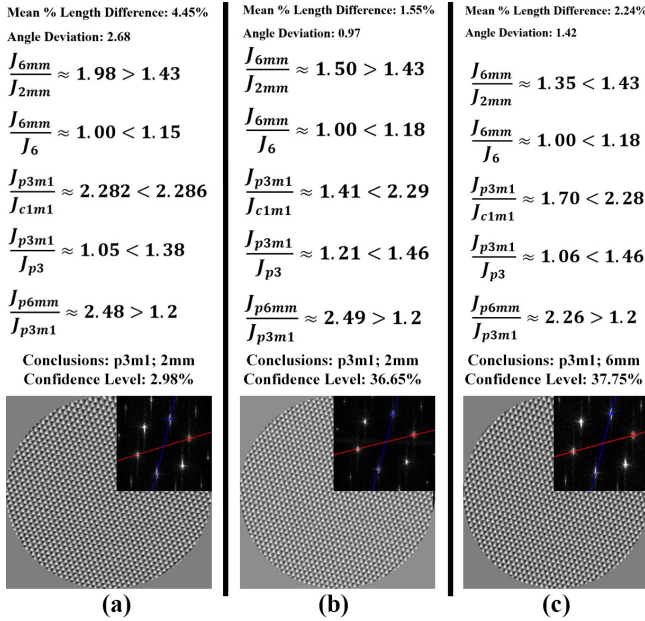 Mean % Length Difference: 4.45%
Angle Deviation: 2.68
J6mm/J2mm ≈ 1.98 > 1.43
J6mm/J6 ≈ 1.00 < 1.15
Jp3m1/Jc1m1 ≈ 2.282 < 2.286
Jp3m1/Jp3 ≈ 1.05 < 1.38
Jp6mm/Jp3m1 ≈ 2.48 > 1.2
Conclusions: p3m1; 2mm
Confidence Level: 2.98%
(a)
Mean % Length Difference: 1.55%
Angle Deviation: 0.97
J6mm/J2mm ≈ 1.50 > 1.43
J6mm/J6 ≈ 1.00 < 1.18
Jp3m1/Jc1m1 ≈ 1.41 < 2.29
Jp3m1/Jp3 ≈ 1.21 < 1.46
Jp6mm/Jp3m1 ≈ 2.49 > 1.2
Conclusions: p3m1; 2mm
Confidence Level: 36.65%
(b)
Mean % Length Difference: 2.24%
Angle Deviation: 1.42
J6mm/J2mm ≈ 1.35 < 1.43
J6mm/J6 ≈ 1.00 < 1.18
Jp3m1/Jc1m1 ≈ 1.70 < 2.28
Jp3m1/Jp3 ≈ 1.06 < 1.46
Jp6mm/Jp3m1 ≈ 2.26 > 1.2
Conclusions: p3m1; 6mm
Confidence Level: 37.75%
(c)